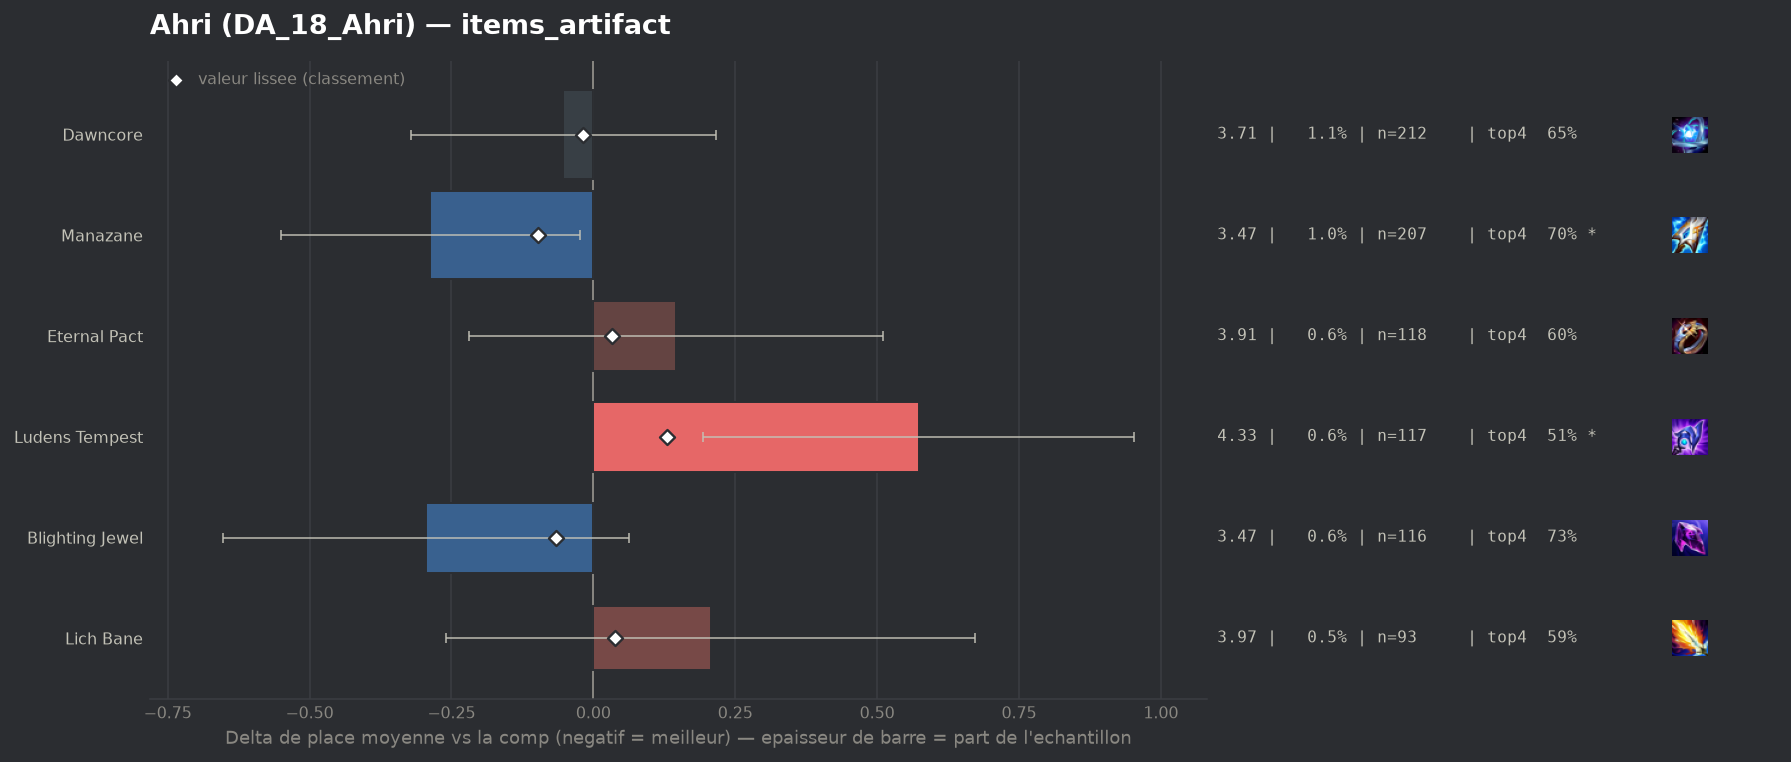 Ahri (DA_18_Ahri) — items_artifact
valeur lissee (classement)
Dawncore 3.71 | 1.1% | n=212 | top4 65%
Manazane 3.47 | 1.0% | n=207 | top4 70% *
Eternal Pact 3.91 | 0.6% | n=118 | top4 60%
Ludens Tempest 4.33 | 0.6% | n=117 | top4 51% *
Blighting Jewel 3.47 | 0.6% | n=116 | top4 73%
Lich Bane 3.97 | 0.5% | n=93 | top4 59%
−0.75 −0.50 −0.25 0.00 0.25 0.50 0.75 1.00
Delta de place moyenne vs la comp (negatif = meilleur) — epaisseur de barre = part de l'echantillon